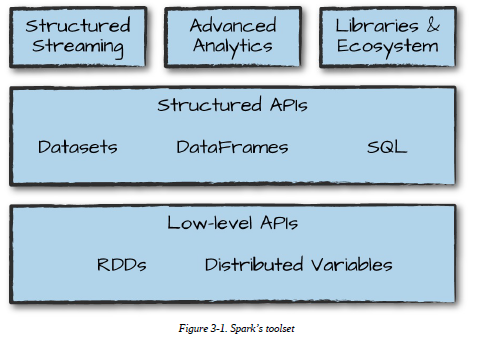 Structured
Streaming
Advanced
Analytics
Libraries &
Ecosystem
Structured APIs
Datasets DataFrames SQL
Low-level APIs
RDDs Distributed Variables
Figure 3-1. Spark's toolset